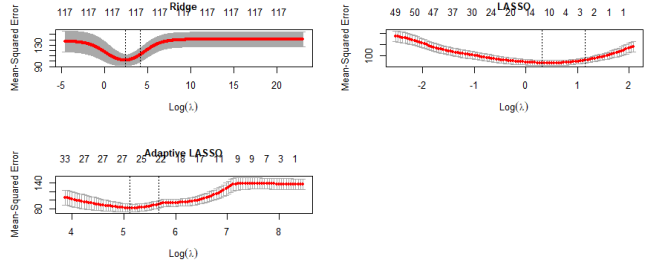 Ridge
117 117 117 117 117 117 117 117 117 117 117
Mean-Squared Error
90 110 130
-5 0 5 10 15 20
Log(λ)
LASSO
49 50 47 37 30 24 20 14 10 4 3 2 1 1
Mean-Squared Error
100
-2 -1 0 1 2
Log(λ)
Adaptive LASSO
33 27 27 27 25 22 18 17 11 9 9 7 3 1
Mean-Squared Error
80 140
4 5 6 7 8
Log(λ)